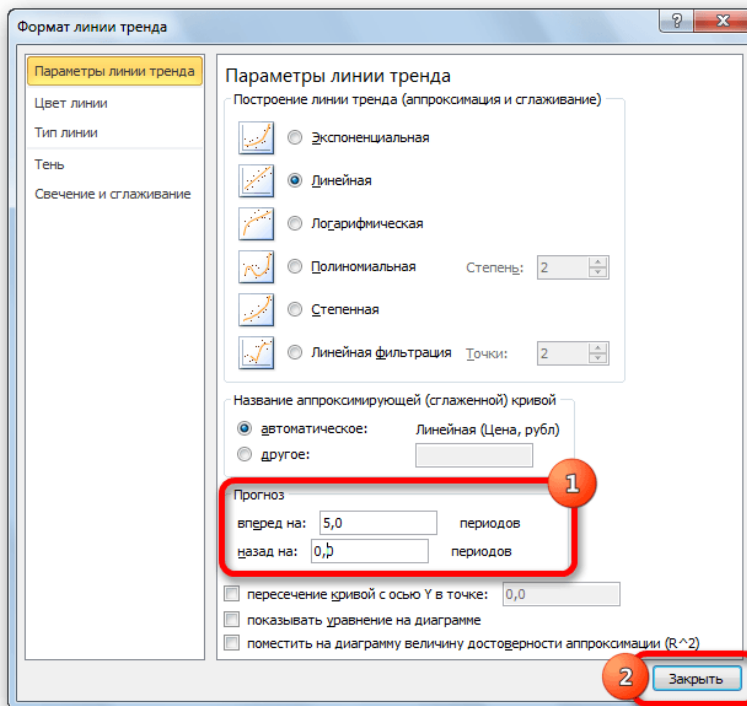 Формат линии тренда
Параметры линии тренда
Цвет линии
Тип линии
Тень
Свечение и сглаживание
Параметры линии тренда
Построение линии тренда (аппроксимация и сглаживание)
Экспоненциальная
Линейная
Логарифмическая
Полиномиальная Степень: 2
Степенная
Линейная фильтрация Точки: 2
Название аппроксимирующей (сглаженной) кривой
автоматическое: Линейная (Цена, рубл)
другое:
1
Прогноз
вперед на: 5,0 периодов
назад на: 0,0 периодов
пересечение кривой с осью Y в точке: 0,0
показывать уравнение на диаграмме
поместить на диаграмму величину достоверности аппроксимации (R^2)
2 Закрыть